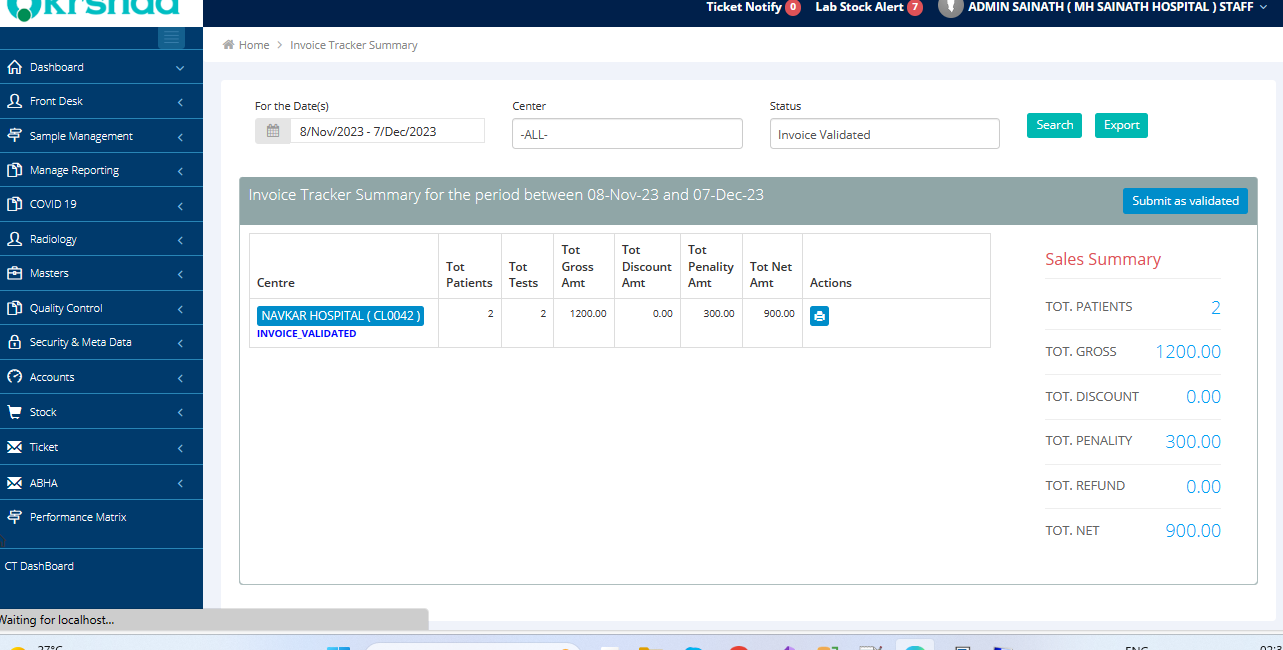 krsnaa
Ticket Notify 0 Lab Stock Alert 7 ADMIN SAINATH ( MH SAINATH HOSPITAL ) STAFF
Home > Invoice Tracker Summary
Dashboard
Front Desk
Sample Management
Manage Reporting
COVID 19
Radiology
Masters
Quality Control
Security & Meta Data
Accounts
Stock
Ticket
ABHA
Performance Matrix
CT DashBoard
For the Date(s) Center Status
8/Nov/2023 - 7/Dec/2023 -ALL- Invoice Validated Search Export
Invoice Tracker Summary for the period between 08-Nov-23 and 07-Dec-23 Submit as validated
Centre Tot Patients Tot Tests Tot Gross Amt Tot Discount Amt Tot Penality Amt Tot Net Amt Actions
NAVKAR HOSPITAL ( CL0042 ) 2 2 1200.00 0.00 300.00 900.00
INVOICE_VALIDATED
Sales Summary
TOT. PATIENTS 2
TOT. GROSS 1200.00
TOT. DISCOUNT 0.00
TOT. PENALITY 300.00
TOT. REFUND 0.00
TOT. NET 900.00
Waiting for localhost...
27°C ENG